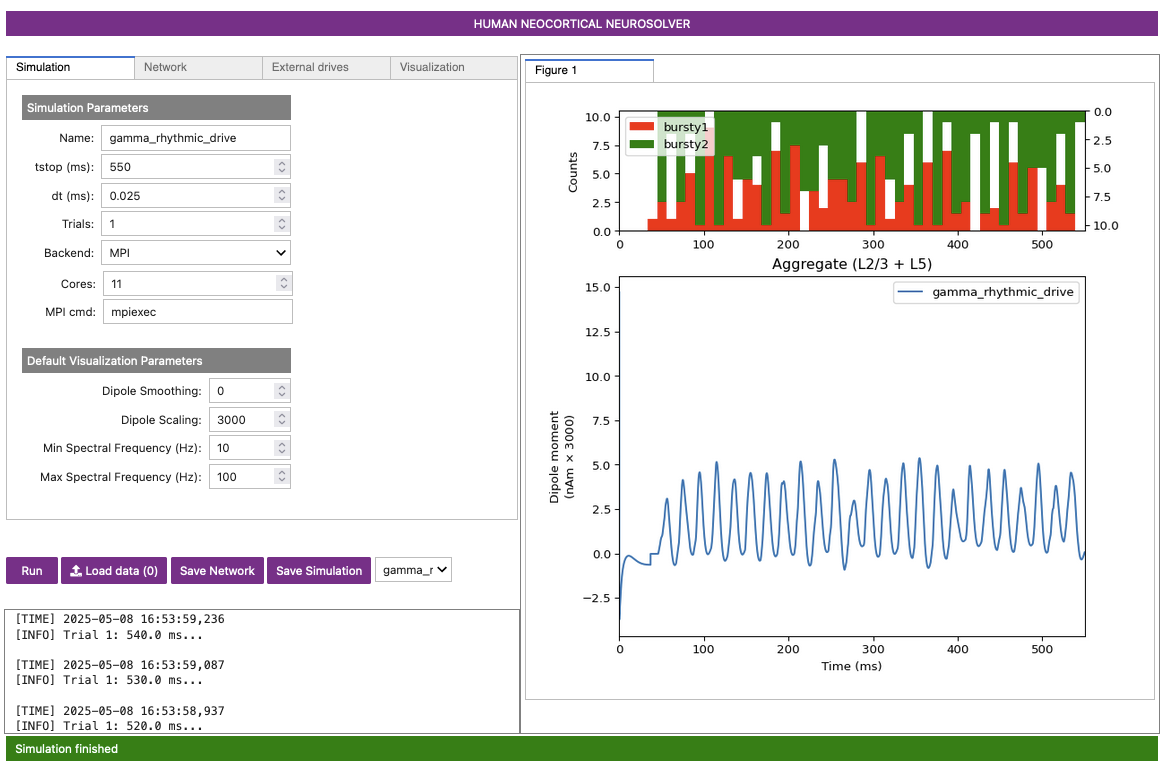 HUMAN NEOCORTICAL NEUROSOLVER
Simulation
Network
External drives
Visualization
Simulation Parameters
Name: gamma_rhythmic_drive
tstop (ms): 550
dt (ms): 0.025
Trials: 1
Backend: MPI
Cores: 11
MPI cmd: mpiexec
Default Visualization Parameters
Dipole Smoothing: 0
Dipole Scaling: 3000
Min Spectral Frequency (Hz): 10
Max Spectral Frequency (Hz): 100
Run
Load data (0)
Save Network
Save Simulation
gamma_r
[TIME] 2025-05-08 16:53:59,236
[INFO] Trial 1: 540.0 ms...
[TIME] 2025-05-08 16:53:59,087
[INFO] Trial 1: 530.0 ms...
[TIME] 2025-05-08 16:53:58,937
[INFO] Trial 1: 520.0 ms...
Simulation finished
Figure 1
Counts
10.0
7.5
5.0
2.5
0.0
bursty1
bursty2
0.0
2.5
5.0
7.5
10.0
0 100 200 300 400 500
Aggregate (L2/3 + L5)
gamma_rhythmic_drive
Dipole moment
(nAm × 3000)
15.0
12.5
10.0
7.5
5.0
2.5
0.0
−2.5
0 100 200 300 400 500
Time (ms)